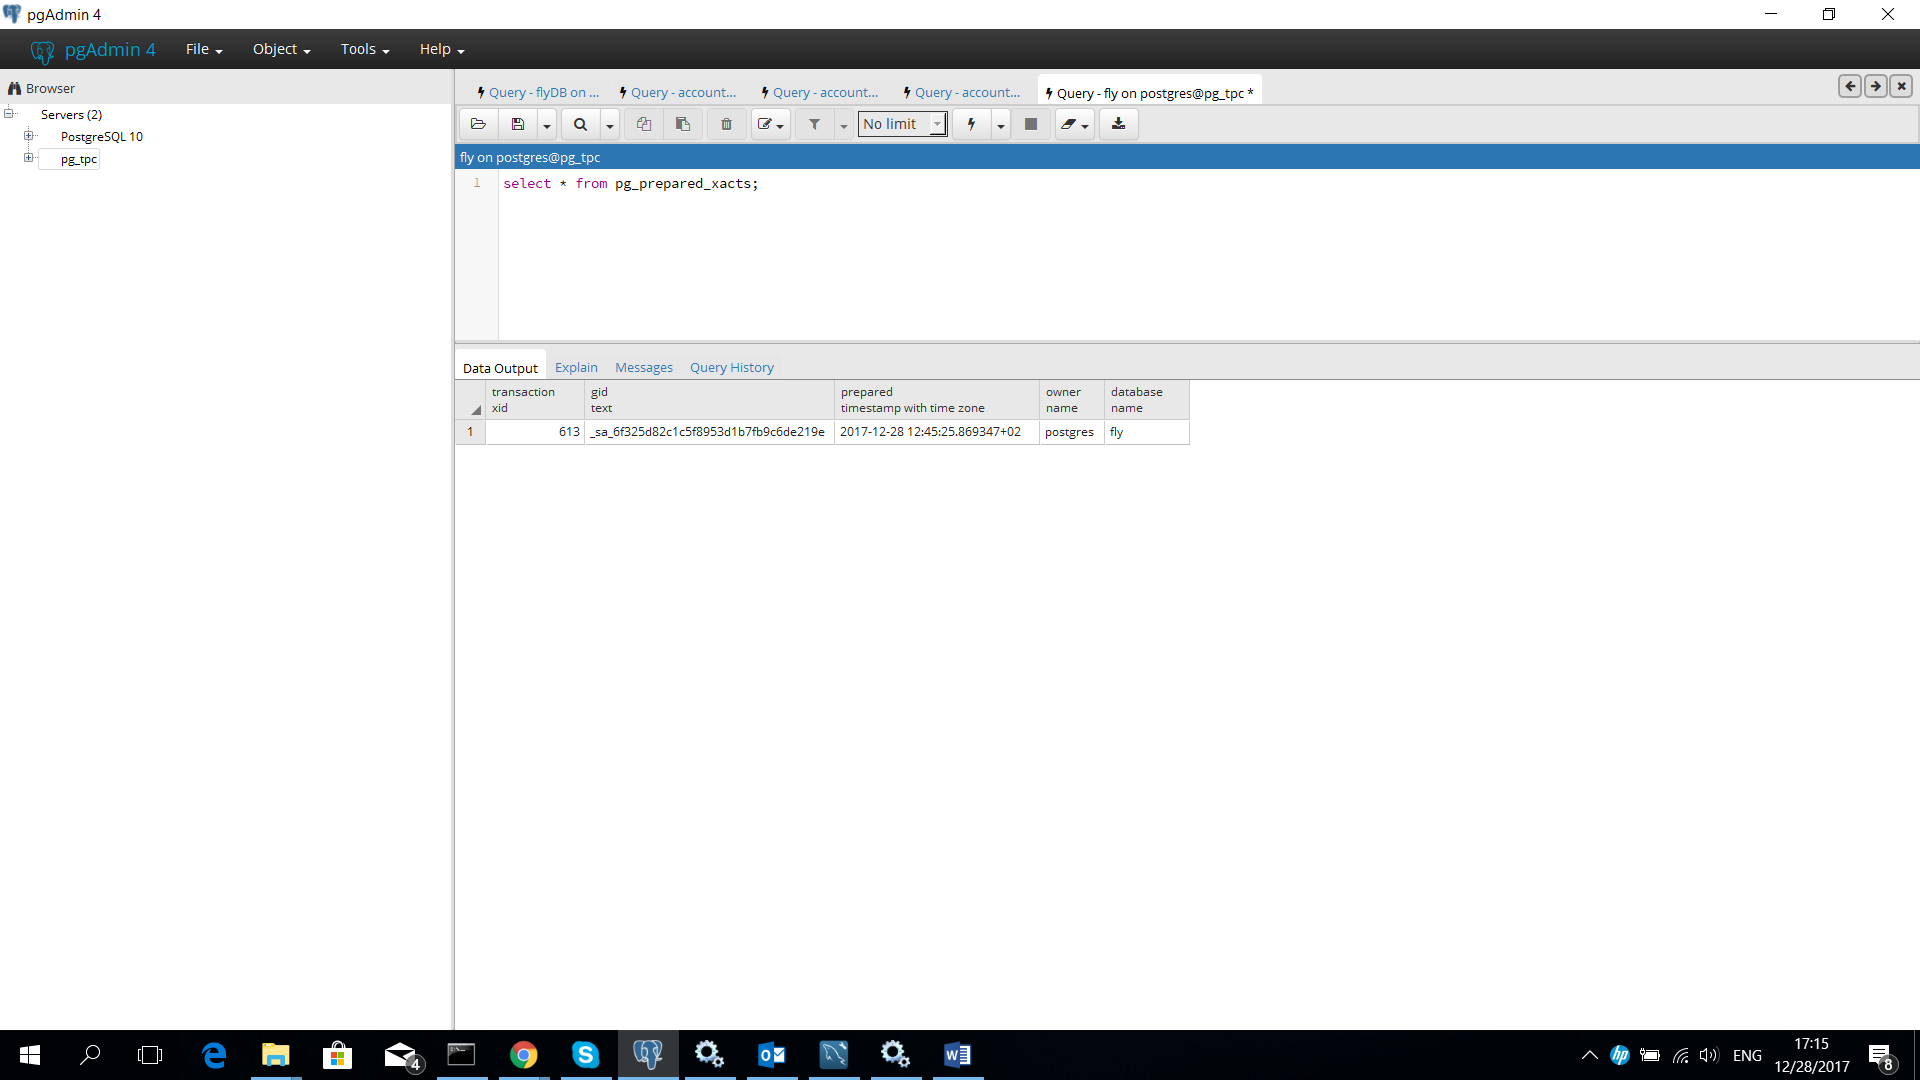 pgAdmin 4
pgAdmin 4 File Object Tools Help
Browser
Servers (2)
PostgreSQL 10
pg_tpc
Query - flyDB on ... Query - account... Query - account... Query - account... Query - fly on postgres@pg_tpc *
No limit
fly on postgres@pg_tpc
1 select * from pg_prepared_xacts;
Data Output Explain Messages Query History
transaction gid prepared owner database
xid text timestamp with time zone name name
1 613 _sa_6f325d82c1c5f8953d1b7fb9c6de219e 2017-12-28 12:45:25.869347+02 postgres fly
4
hp
ENG
17:15
12/28/2017
8